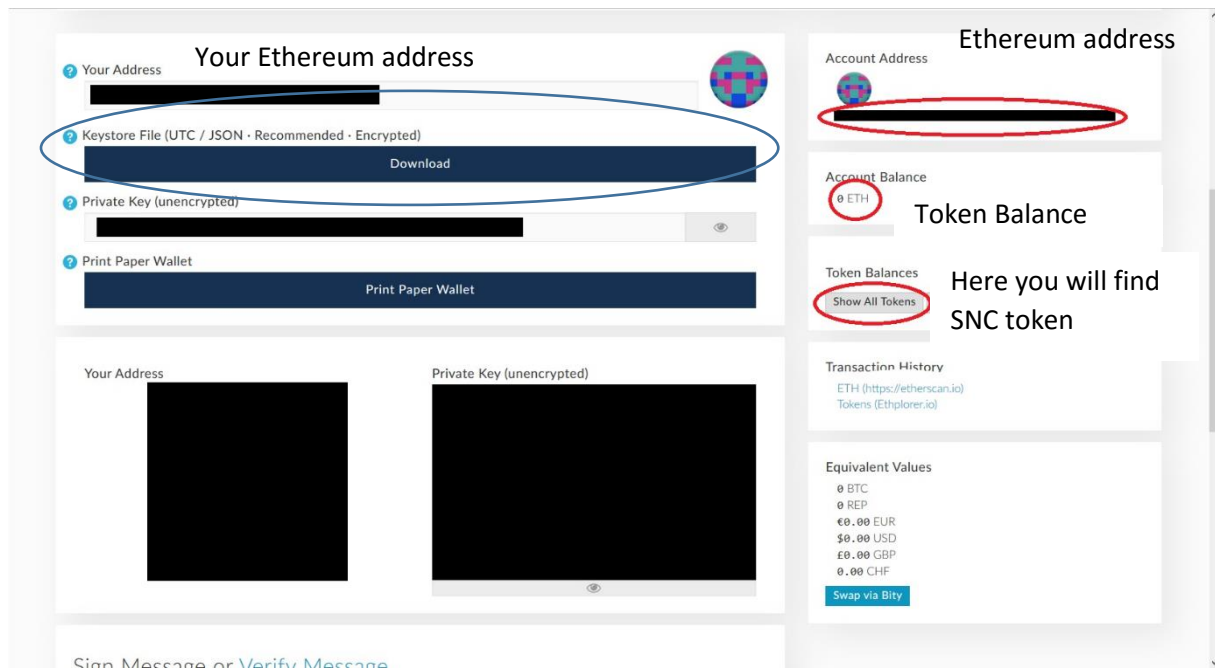 Your Ethereum address
Your Address
Keystore File (UTC / JSON · Recommended · Encrypted)
Download
Private Key (unencrypted)
Print Paper Wallet
Print Paper Wallet
Your Address
Private Key (unencrypted)
Sign Message or Verify Message
Ethereum address
Account Address
Account Balance
0 ETH
Token Balance
Token Balances
Show All Tokens
Here you will find
SNC token
Transaction History
ETH (https://etherscan.io)
Tokens (Ethplorer.io)
Equivalent Values
0 BTC
0 REP
€0.00 EUR
$0.00 USD
£0.00 GBP
0.00 CHF
Swap via Bity